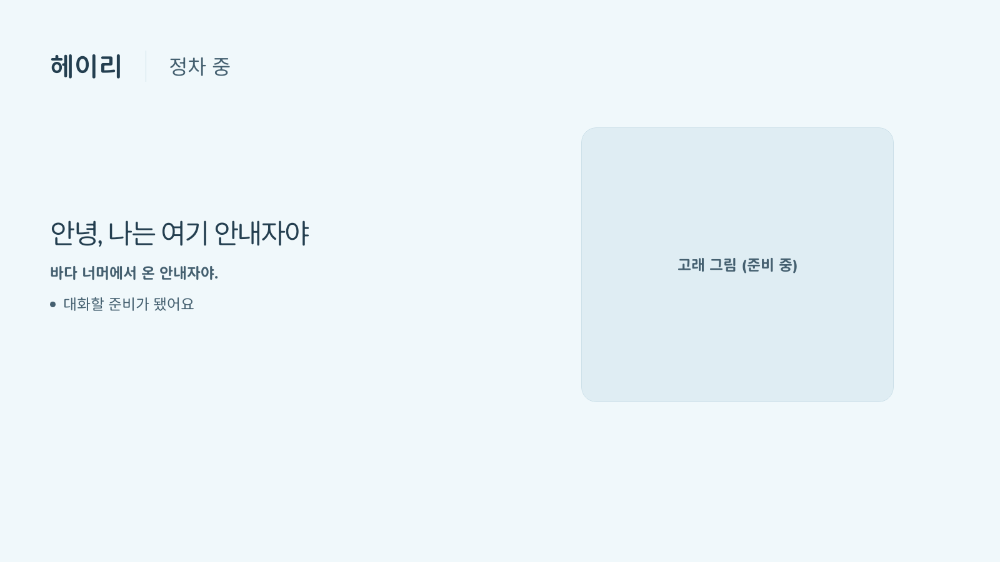 헤이리
정차 중
안녕, 나는 여기 안내자야
바다 너머에서 온 안내자야.
대화할 준비가 됐어요
고래 그림 (준비 중)